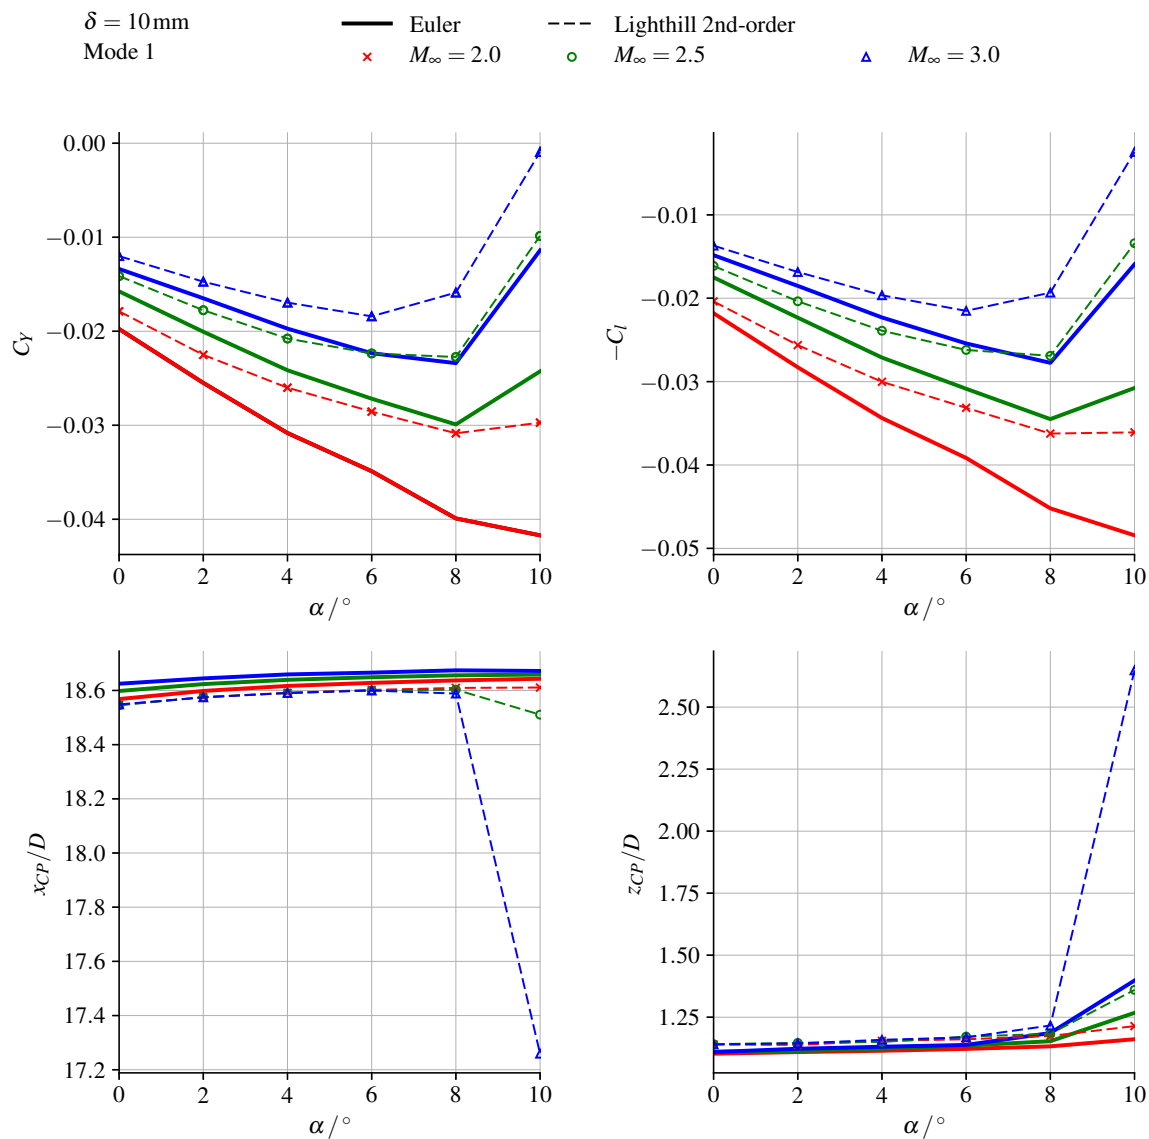 δ = 10 mm Euler Lighthill 2nd-order
Mode 1 M∞ = 2.0 M∞ = 2.5 M∞ = 3.0
0.00
−0.01
−0.02
−0.03
−0.04
C_Y
0 2 4 6 8 10
α/°
−0.01
−0.02
−0.03
−0.04
−0.05
−C_l
0 2 4 6 8 10
α/°
18.6
18.4
18.2
18.0
17.8
17.6
17.4
17.2
x_CP/D
0 2 4 6 8 10
α/°
2.50
2.25
2.00
1.75
1.50
1.25
z_CP/D
0 2 4 6 8 10
α/°